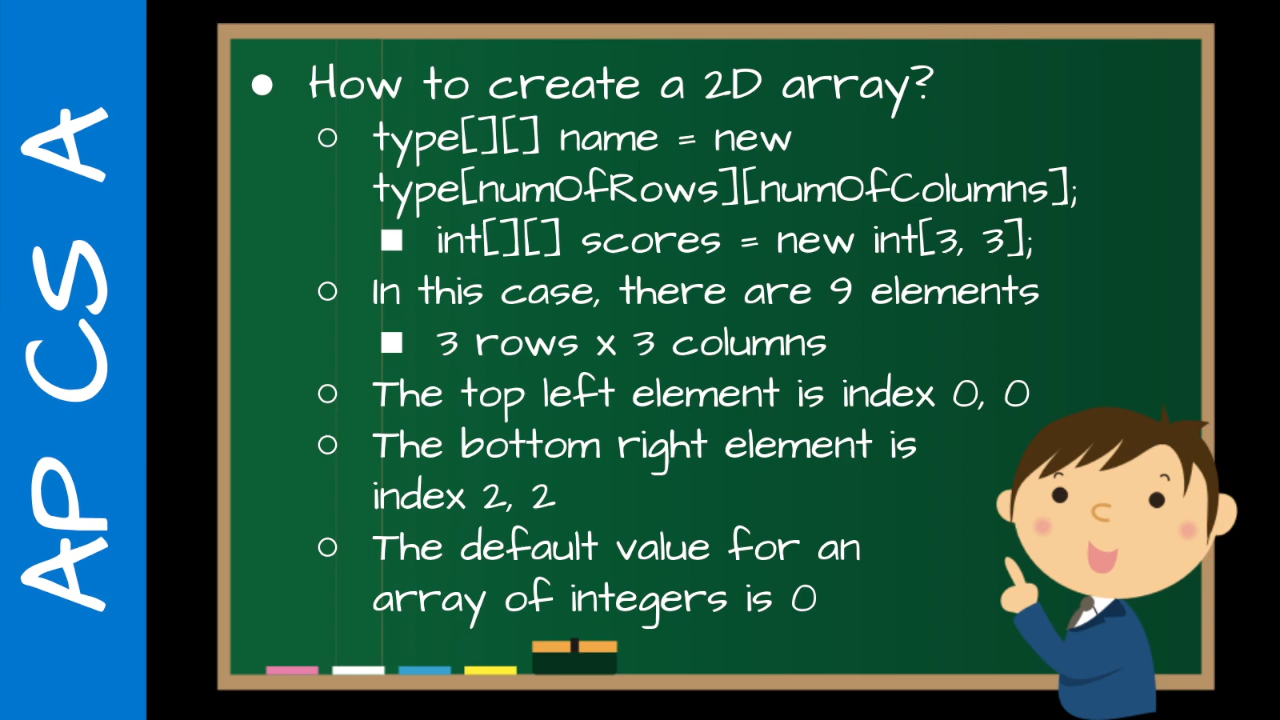 AP CS A
● How to create a 2D array?
○ type[][] name = new
type[numOfRows][numOfColumns];
■ int[][] scores = new int[3, 3];
○ In this case, there are 9 elements
■ 3 rows x 3 columns
○ The top left element is index 0, 0
○ The bottom right element is
index 2, 2
○ The default value for an
array of integers is 0